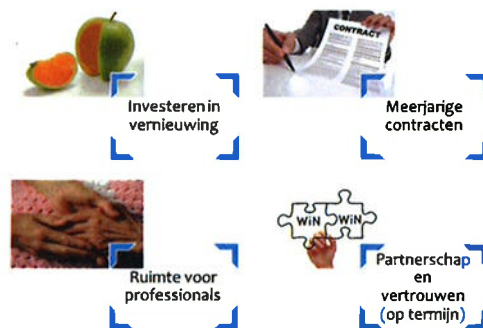 CONTRACT
Investeren in
vernieuwing
Meerjarige
contracten
WiN WiN
Ruimte voor
professionals
Partnerschap
en
vertrouwen
(op termijn)